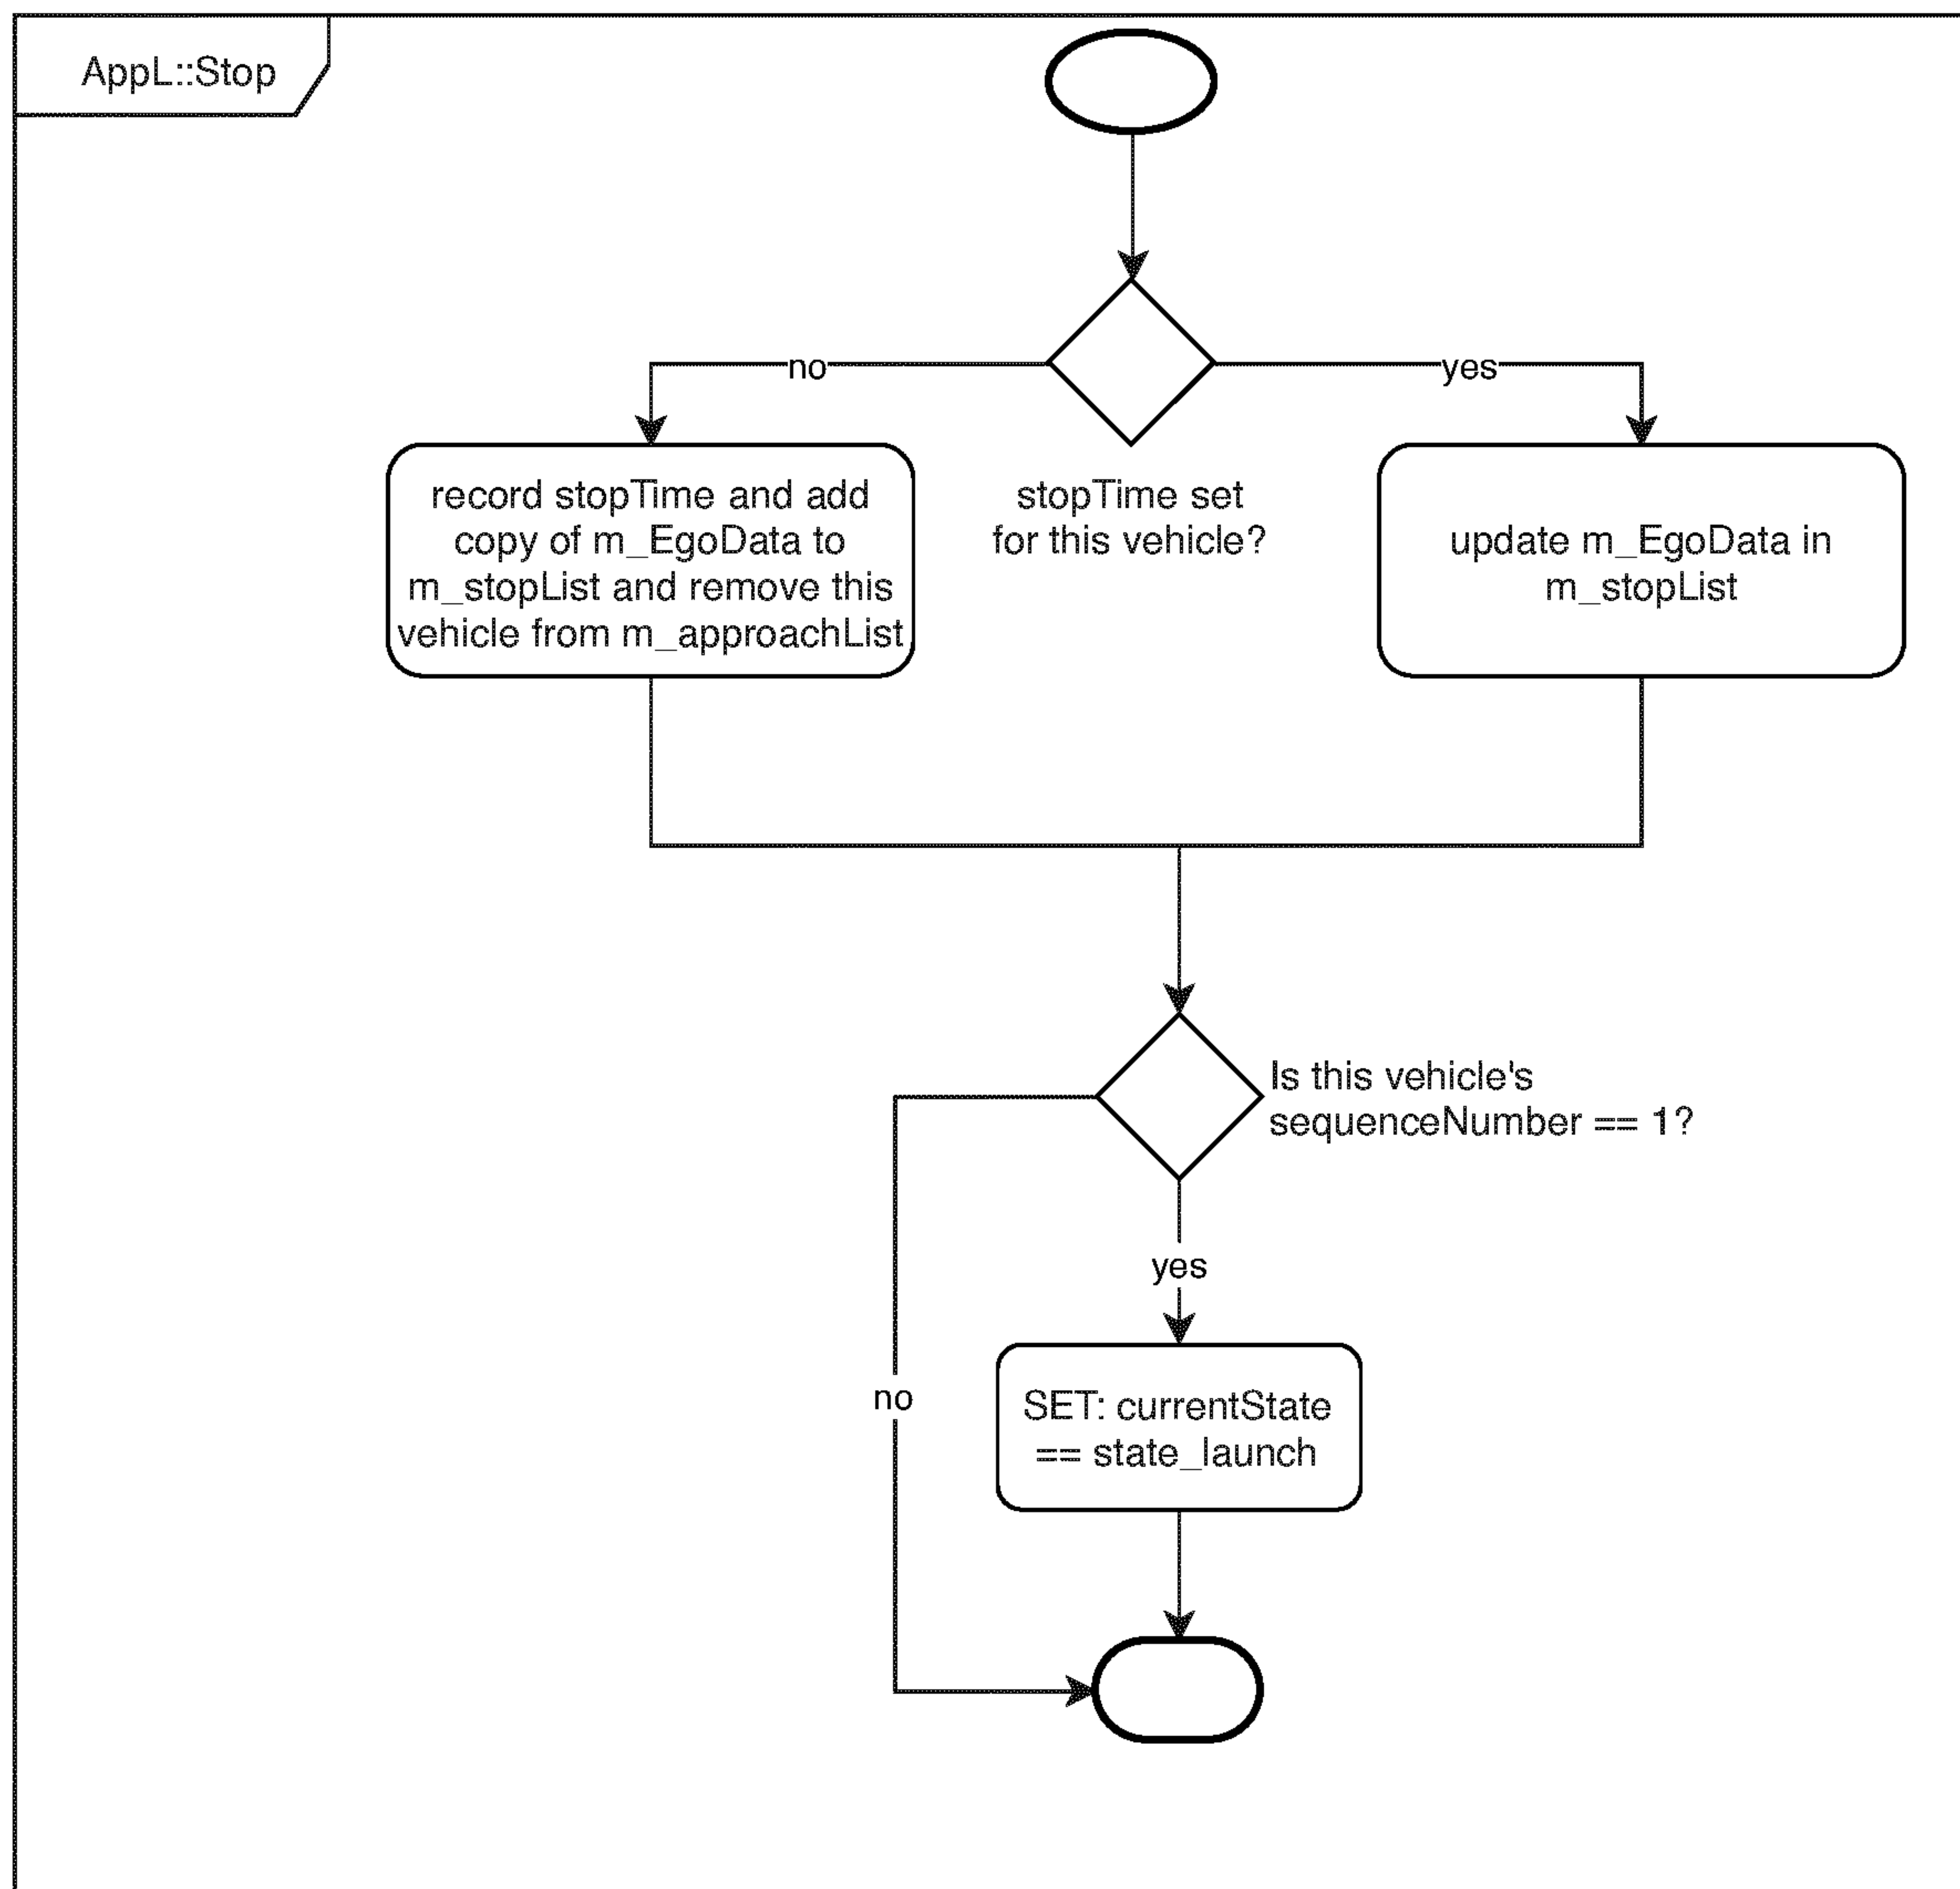 AppL::Stop
no
yes
record stopTime and add
copy of m_EgoData to
m_stopList and remove this
vehicle from m_approachList
stopTime set
for this vehicle?
update m_EgoData in
m_stopList
Is this vehicle's
sequenceNumber == 1?
yes
no
SET: currentState
== state_launch